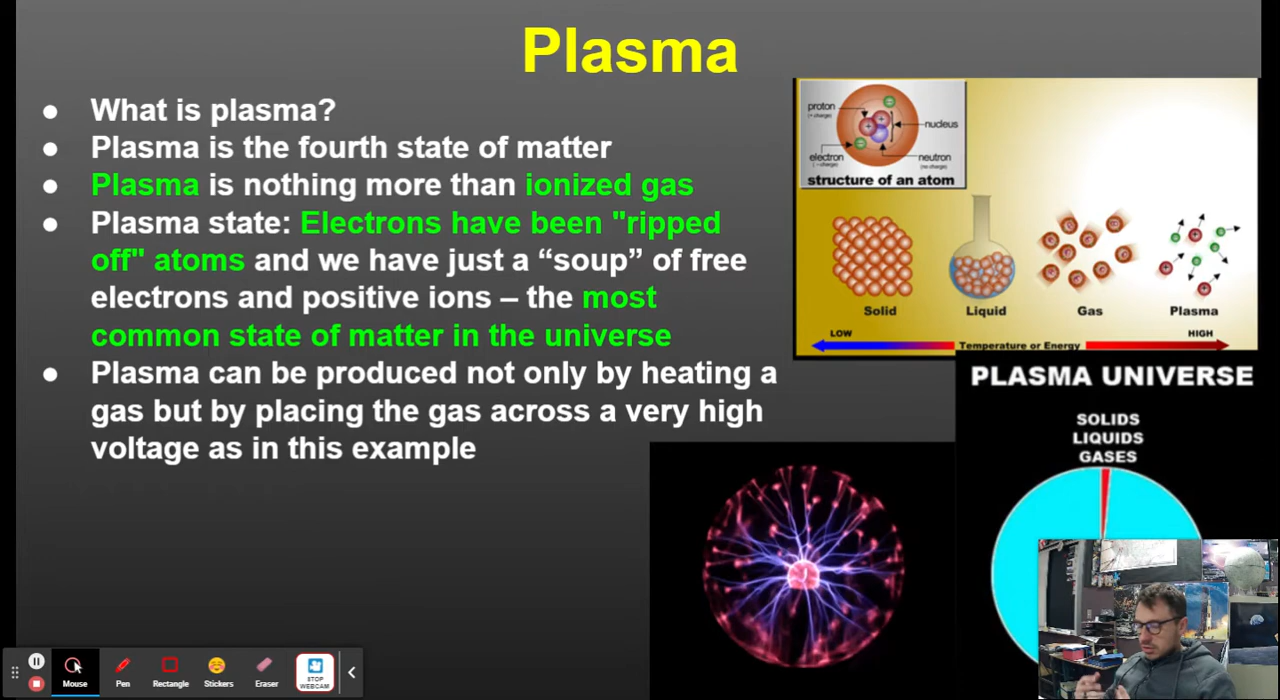 Plasma
● What is plasma?
● Plasma is the fourth state of matter
● Plasma is nothing more than ionized gas
● Plasma state: Electrons have been "ripped
off" atoms and we have just a “soup” of free
electrons and positive ions – the most
common state of matter in the universe
● Plasma can be produced not only by heating a
gas but by placing the gas across a very high
voltage as in this example
proton
(+ charge)
nucleus
electron
(− charge)
neutron
(no charge)
structure of an atom
Solid
Liquid
Gas
Plasma
LOW
HIGH
Temperature or Energy
PLASMA UNIVERSE
SOLIDS
LIQUIDS
GASES
Mouse
Pen
Rectangle
Stickers
Eraser
STOP
WEBCAM